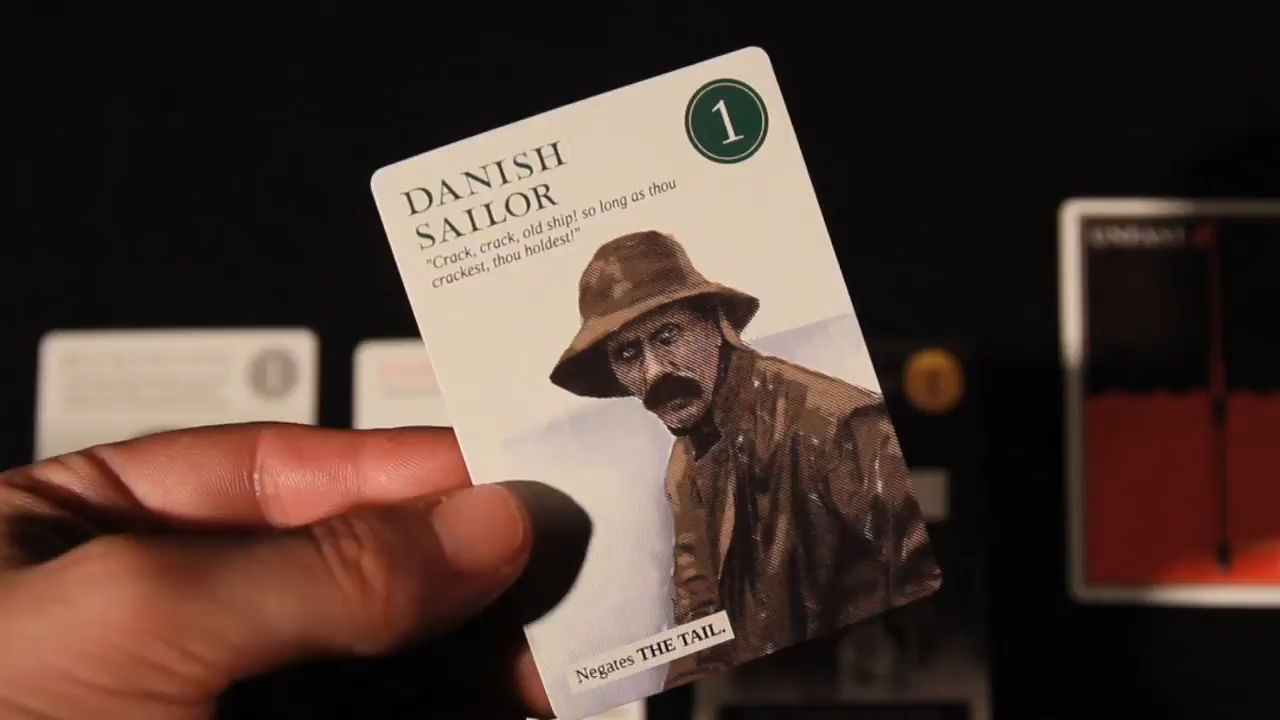 1
DANISH
SAILOR
"Crack, crack, old ship! so long as thou
crackest, thou holdest!"
Negates THE TAIL.